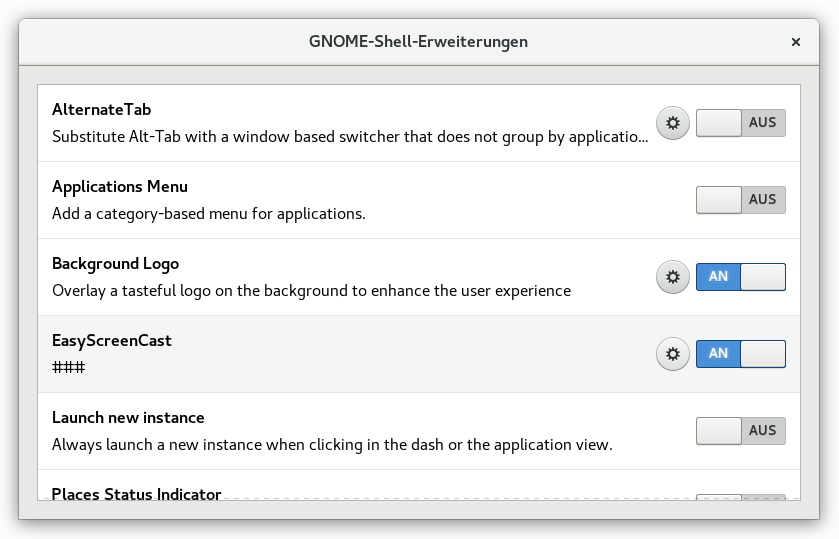 GNOME-Shell-Erweiterungen
AlternateTab
Substitute Alt-Tab with a window based switcher that does not group by applicatio...
AUS
Applications Menu
Add a category-based menu for applications.
AUS
Background Logo
Overlay a tasteful logo on the background to enhance the user experience
AN
EasyScreenCast
###
AN
Launch new instance
Always launch a new instance when clicking in the dash or the application view.
AUS
Places Status Indicator